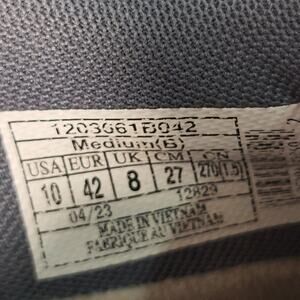 1203661B042
Medium(B)
USA EUR UK CM CN
10 42 8 27 270(1.5)
04/23 12829
MADE IN VIETNAM
FABRIQUE AU VIETNAM